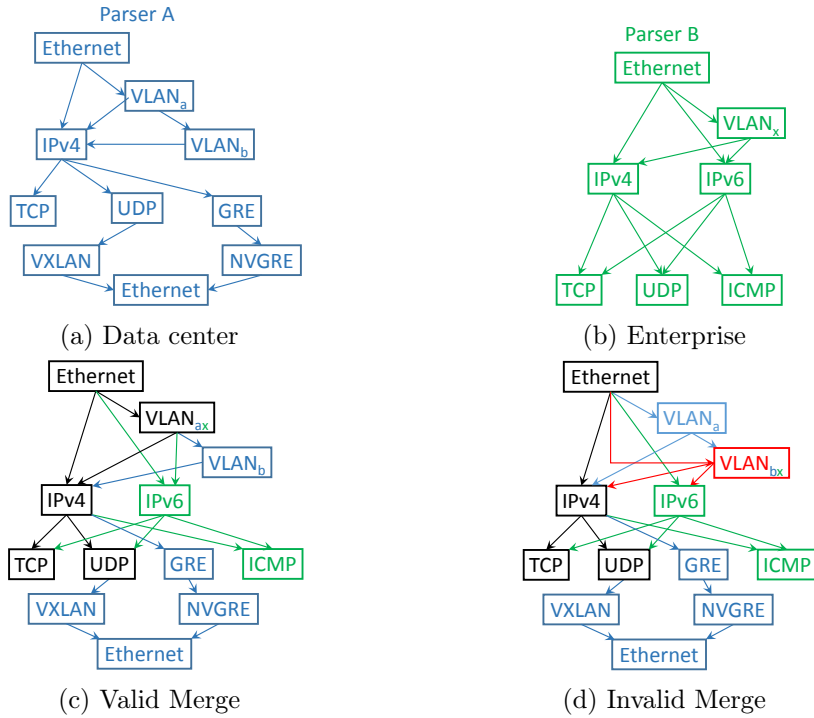 Parser A
Ethernet
VLANa
IPv4
VLANb
TCP
UDP
GRE
VXLAN
NVGRE
Ethernet
(a) Data center
Parser B
Ethernet
VLANx
IPv4 IPv6
TCP UDP ICMP
(b) Enterprise
Ethernet
VLANax
VLANb
IPv4 IPv6
TCP UDP GRE ICMP
VXLAN NVGRE
Ethernet
(c) Valid Merge
Ethernet
VLANa
VLANbx
IPv4 IPv6
TCP UDP GRE ICMP
VXLAN NVGRE
Ethernet
(d) Invalid Merge